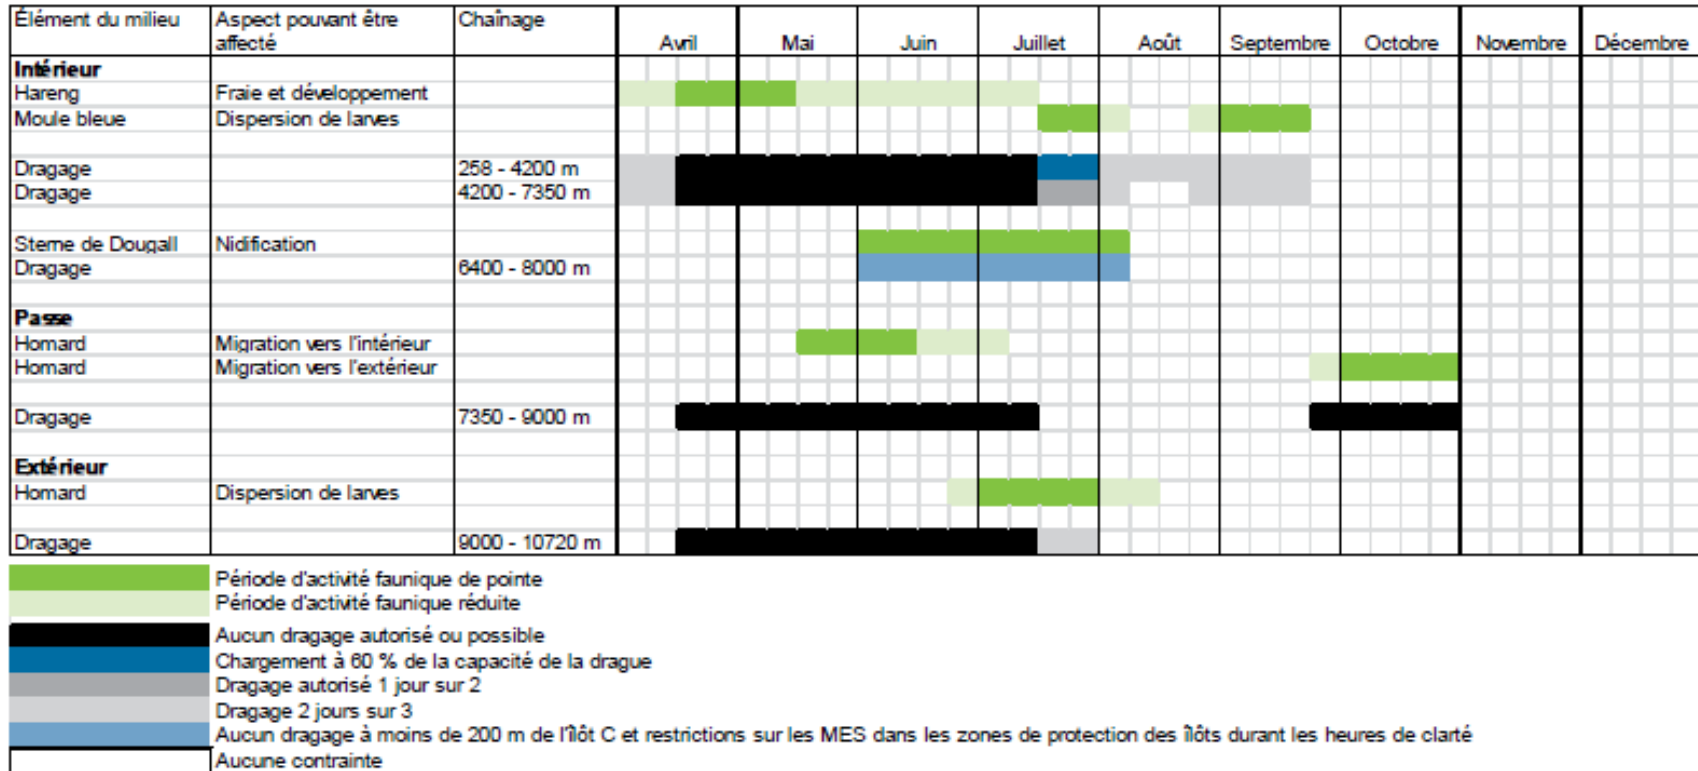 Élément du milieu Aspect pouvant être affecté Chaînage Avril Mai Juin Juillet Août Septembre Octobre Novembre Décembre
Intérieur
Hareng Fraie et développement
Moule bleue Dispersion de larves
Dragage 258 - 4200 m
Dragage 4200 - 7350 m
Sterne de Dougall Nidification
Dragage 6400 - 8000 m
Passe
Homard Migration vers l'intérieur
Homard Migration vers l'extérieur
Dragage 7350 - 9000 m
Extérieur
Homard Dispersion de larves
Dragage 9000 - 10720 m
Période d'activité faunique de pointe
Période d'activité faunique réduite
Aucun dragage autorisé ou possible
Chargement à 60 % de la capacité de la drague
Dragage autorisé 1 jour sur 2
Dragage 2 jours sur 3
Aucun dragage à moins de 200 m de l'îlôt C et restrictions sur les MES dans les zones de protection des îlôts durant les heures de clarté
Aucune contrainte